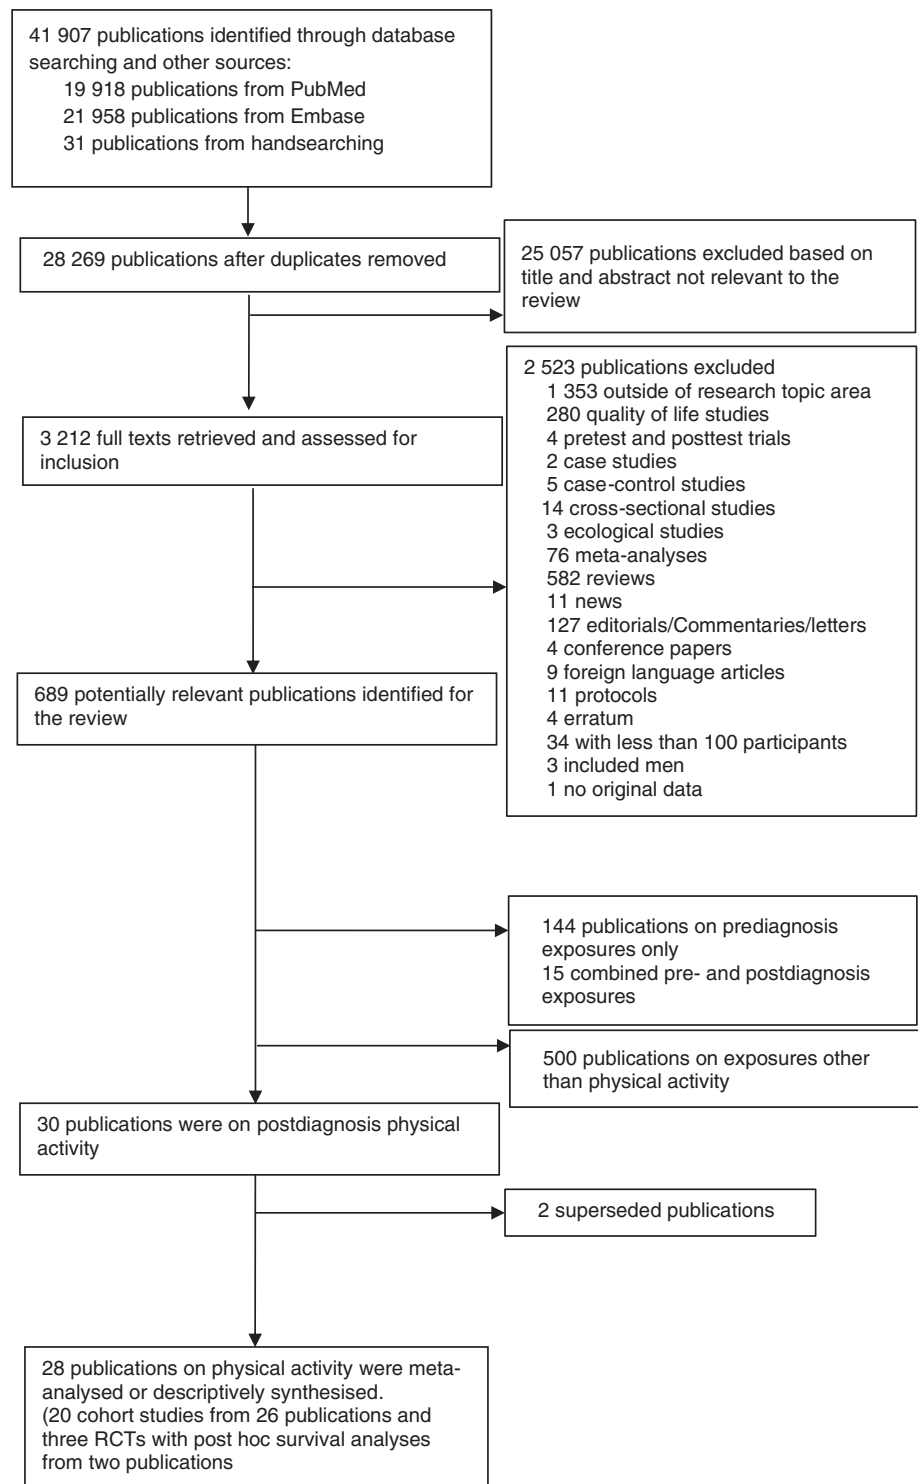 41 907 publications identified through database
searching and other sources:
19 918 publications from PubMed
21 958 publications from Embase
31 publications from handsearching
28 269 publications after duplicates removed
25 057 publications excluded based on
title and abstract not relevant to the
review
3 212 full texts retrieved and assessed for
inclusion
2 523 publications excluded
1 353 outside of research topic area
280 quality of life studies
4 pretest and posttest trials
2 case studies
5 case-control studies
14 cross-sectional studies
3 ecological studies
76 meta-analyses
582 reviews
11 news
127 editorials/Commentaries/letters
4 conference papers
9 foreign language articles
11 protocols
4 erratum
34 with less than 100 participants
3 included men
1 no original data
689 potentially relevant publications identified for
the review
144 publications on prediagnosis
exposures only
15 combined pre- and postdiagnosis
exposures
500 publications on exposures other
than physical activity
30 publications were on postdiagnosis physical
activity
2 superseded publications
28 publications on physical activity were meta-
analysed or descriptively synthesised.
(20 cohort studies from 26 publications and
three RCTs with post hoc survival analyses
from two publications